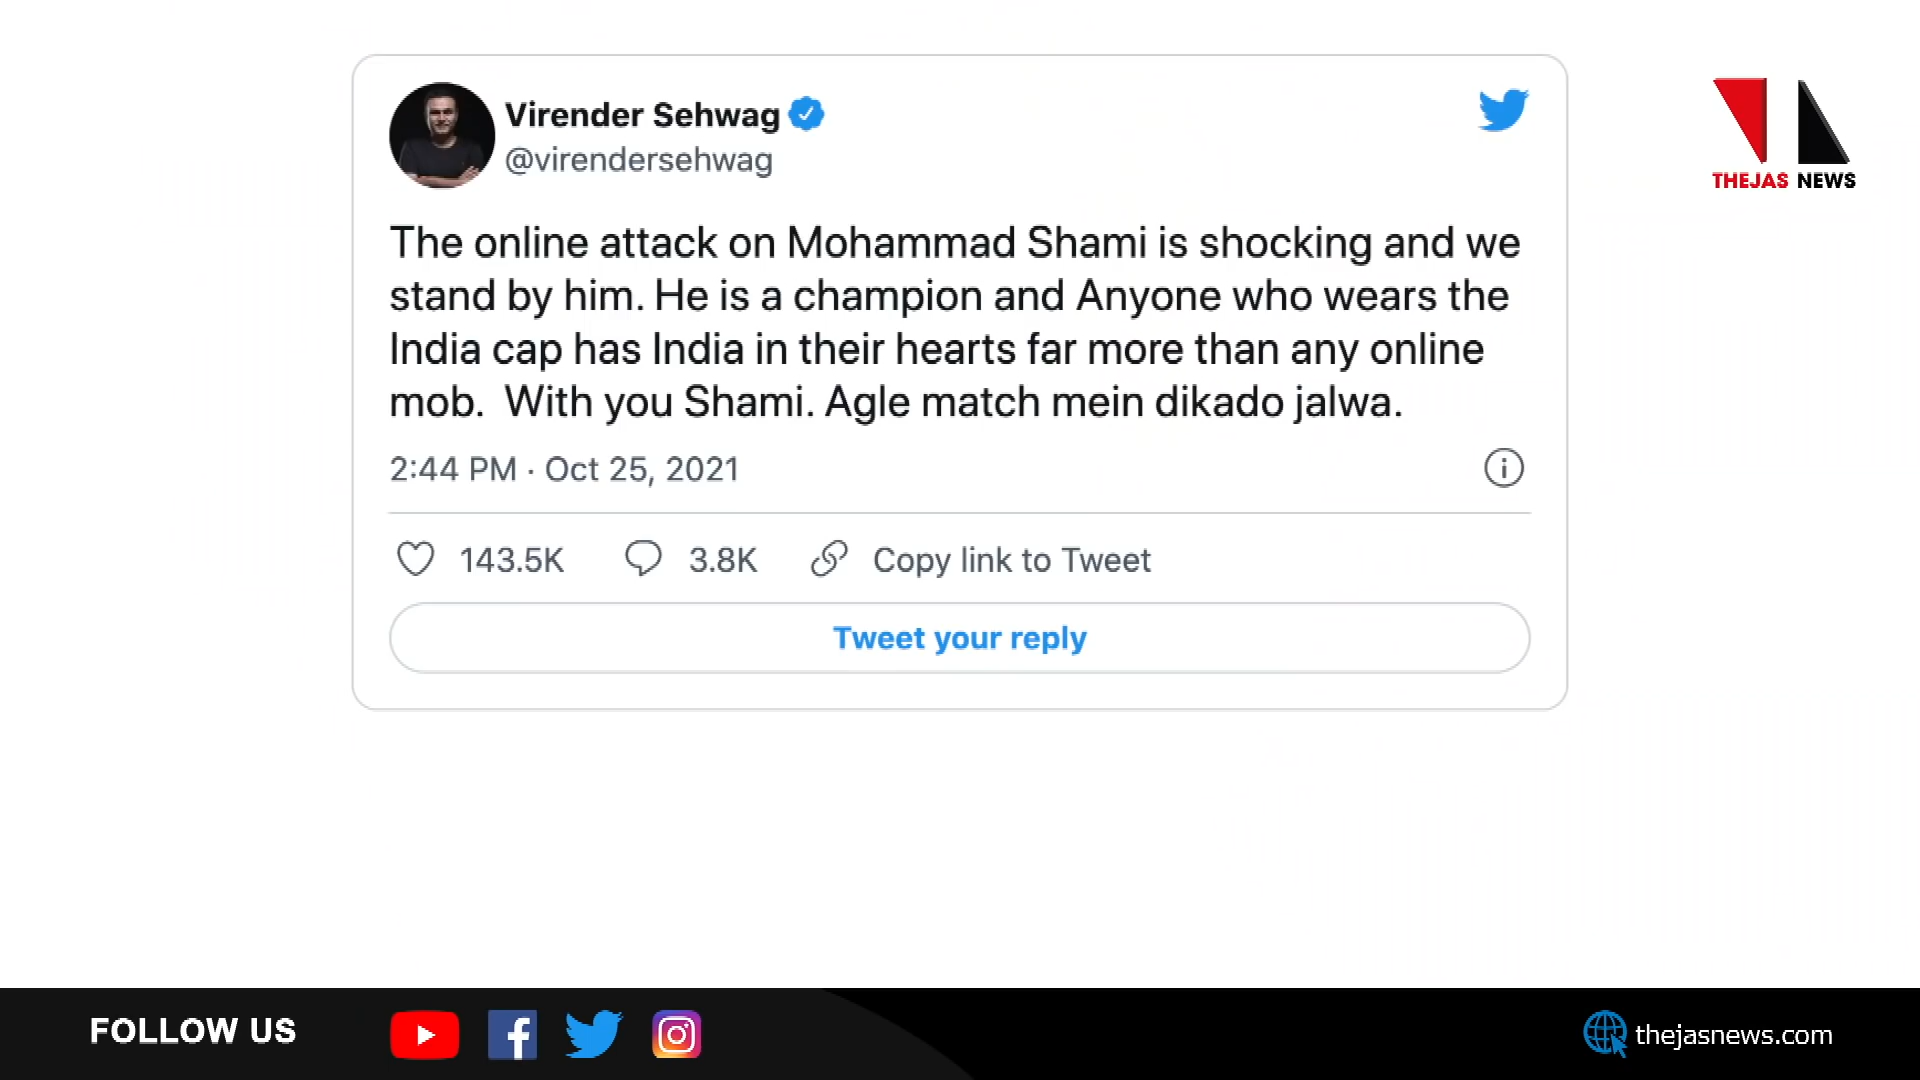 Virender Sehwag
@virendersehwag
THEJAS NEWS
The online attack on Mohammad Shami is shocking and we
stand by him. He is a champion and Anyone who wears the
India cap has India in their hearts far more than any online
mob.  With you Shami. Agle match mein dikado jalwa.
2:44 PM · Oct 25, 2021
143.5K 3.8K Copy link to Tweet
Tweet your reply
FOLLOW US
thejasnews.com